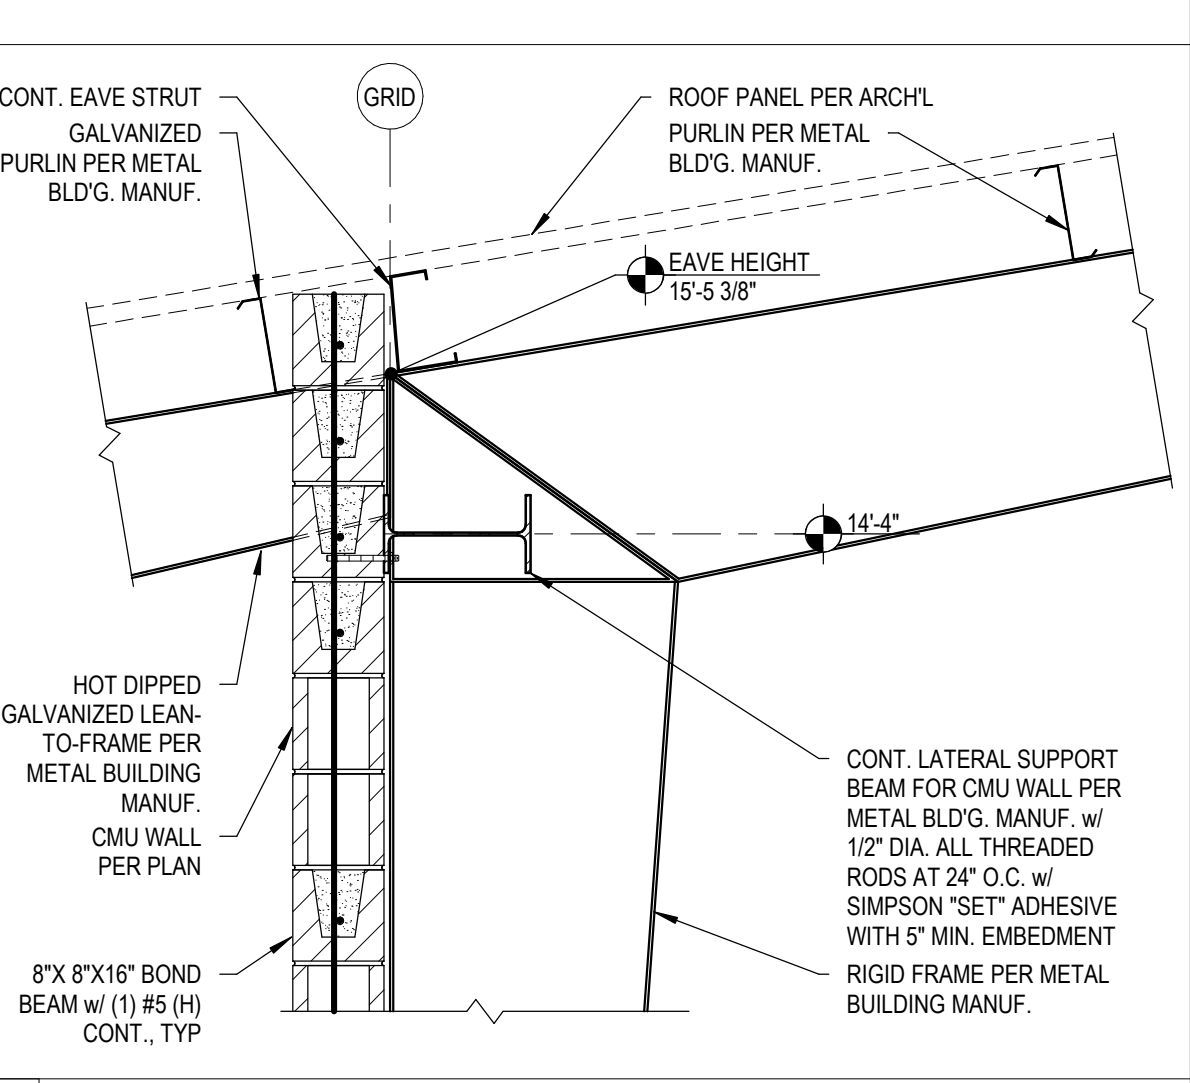 CONT. EAVE STRUT
GALVANIZED
PURLIN PER METAL
BLD'G. MANUF.
GRID
ROOF PANEL PER ARCH'L
PURLIN PER METAL
BLD'G. MANUF.
EAVE HEIGHT
15'-5 3/8"
14'-4"
HOT DIPPED
GALVANIZED LEAN-
TO-FRAME PER
METAL BUILDING
MANUF.
CMU WALL
PER PLAN
8"X 8"X16" BOND
BEAM w/ (1) #5 (H)
CONT., TYP
CONT. LATERAL SUPPORT
BEAM FOR CMU WALL PER
METAL BLD'G. MANUF. w/
1/2" DIA. ALL THREADED
RODS AT 24" O.C. w/
SIMPSON "SET" ADHESIVE
WITH 5" MIN. EMBEDMENT
RIGID FRAME PER METAL
BUILDING MANUF.